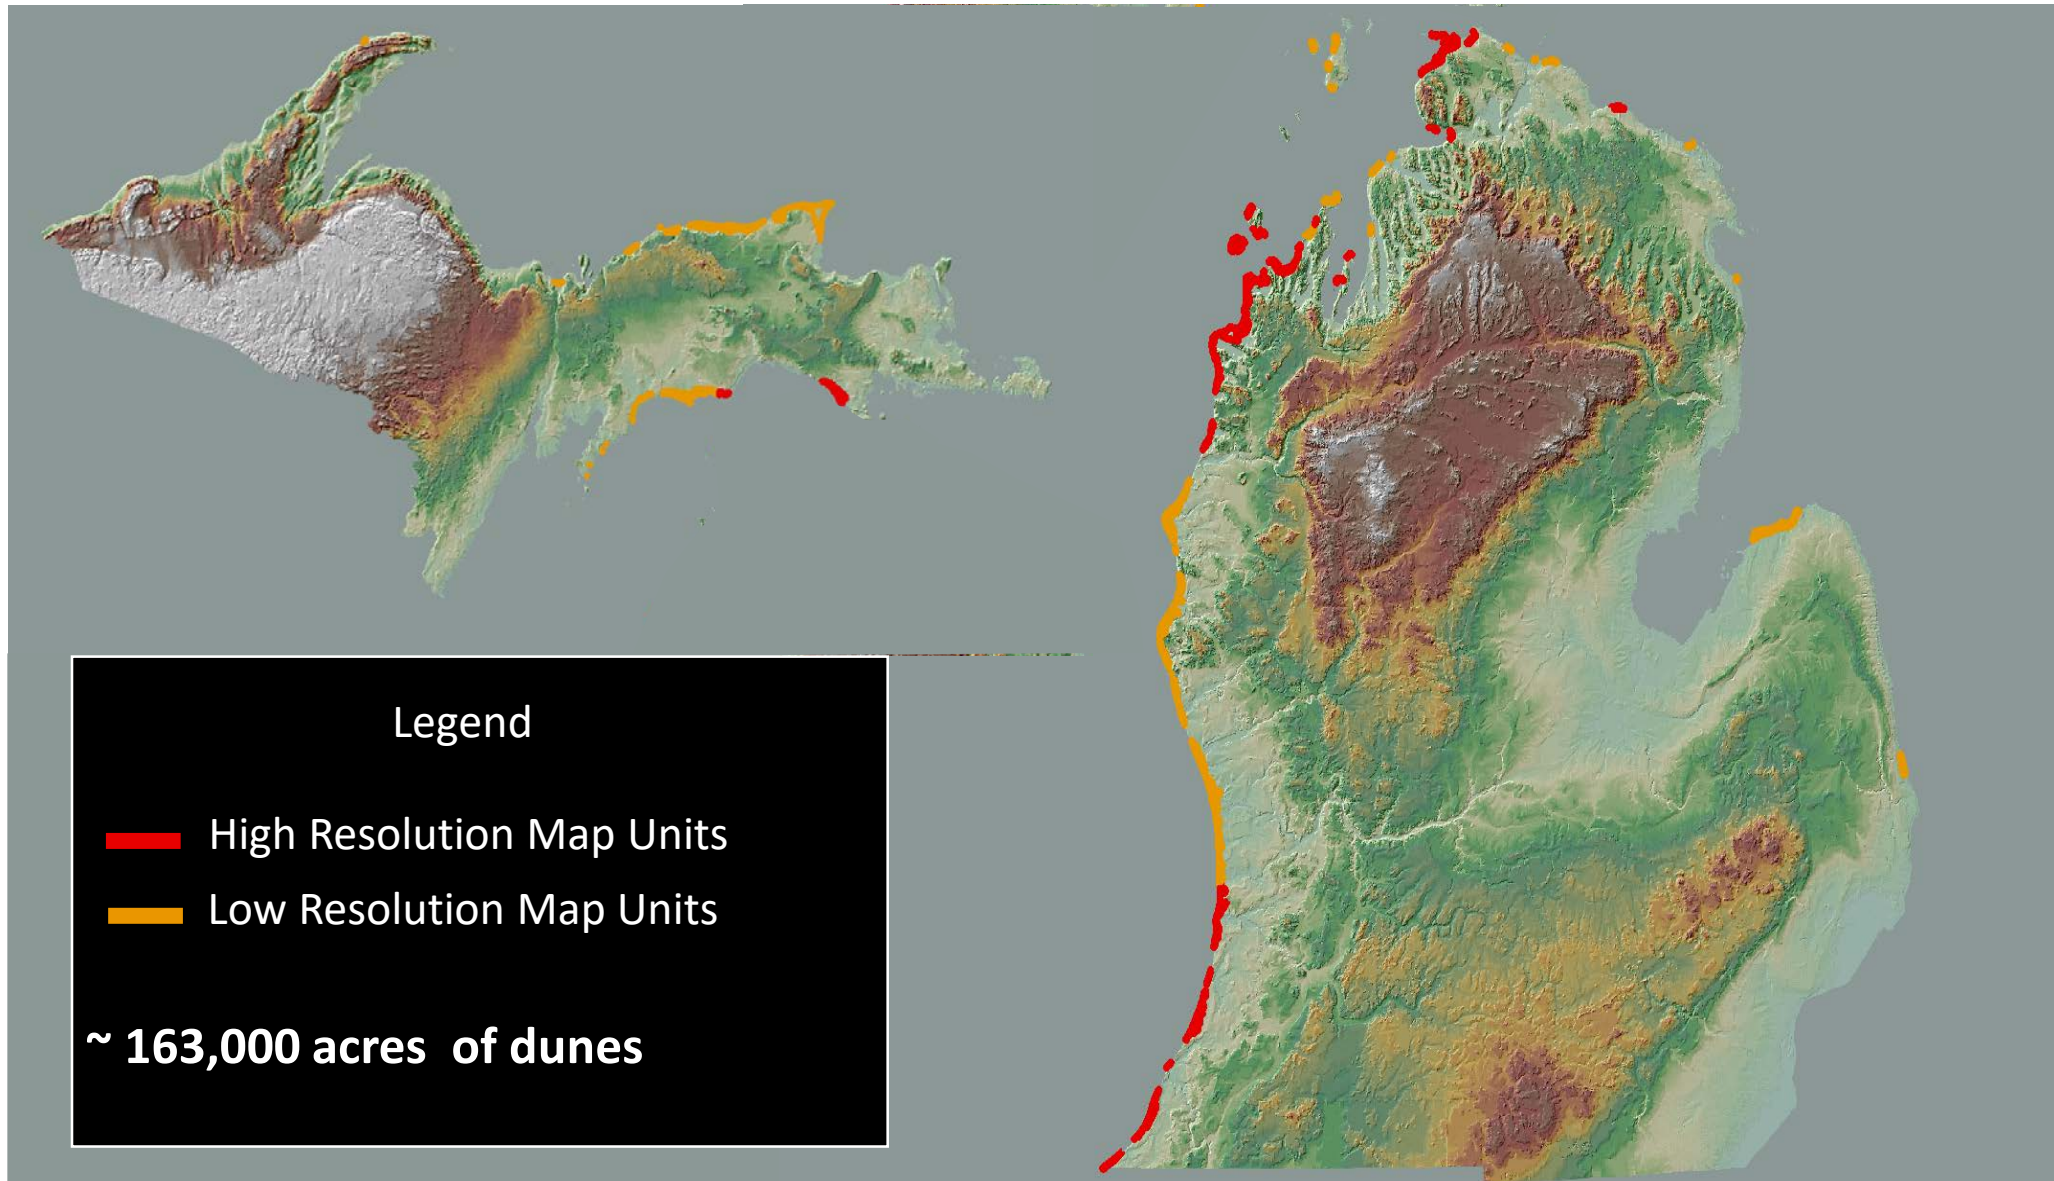 Legend
High Resolution Map Units
Low Resolution Map Units
~ 163,000 acres  of dunes